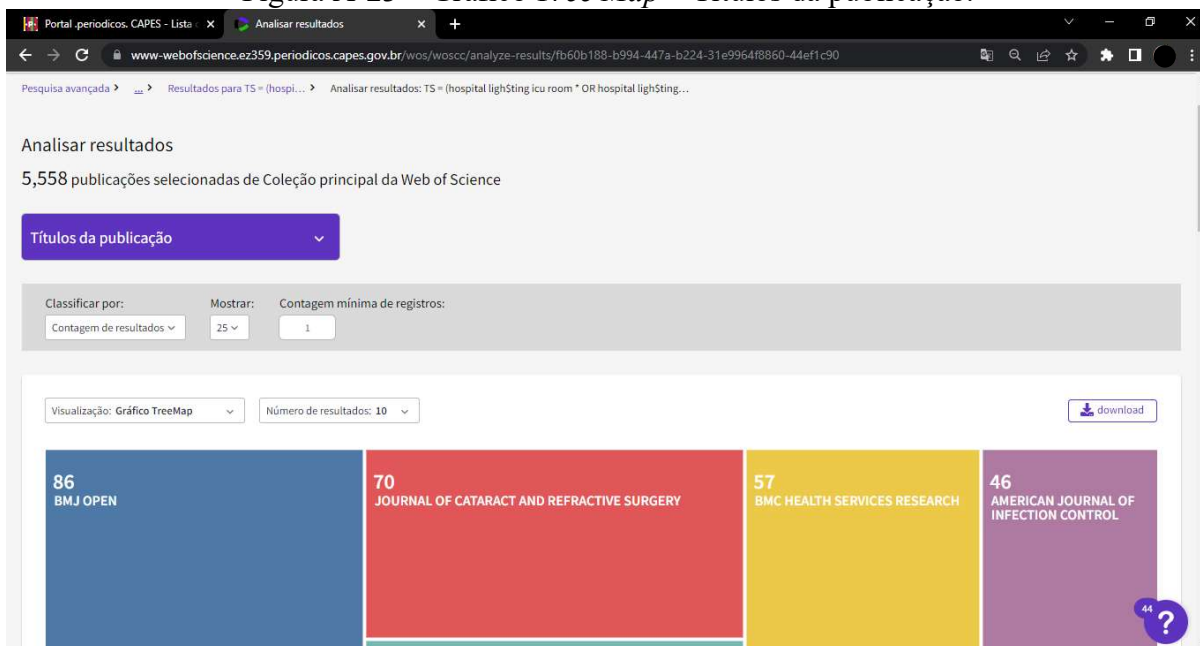 Portal .periodicos. CAPES - Lista
Analisar resultados
www-webofscience.ez359.periodicos.capes.gov.br/wos/woscc/analyze-results/fb60b188-b994-447a-b224-31e9964f8860-44ef1c90
Pesquisa avançada > ... > Resultados para TS = (hospi... > Analisar resultados: TS = (hospital ligh$ting icu room * OR hospital ligh$ting...
Analisar resultados
5,558 publicações selecionadas de Coleção principal da Web of Science
Títulos da publicação
Classificar por: Mostrar: Contagem mínima de registros:
Contagem de resultados 25 1
Visualização: Gráfico TreeMap Número de resultados: 10 download
86
BMJ OPEN
70
JOURNAL OF CATARACT AND REFRACTIVE SURGERY
57
BMC HEALTH SERVICES RESEARCH
46
AMERICAN JOURNAL OF
INFECTION CONTROL
44 ?